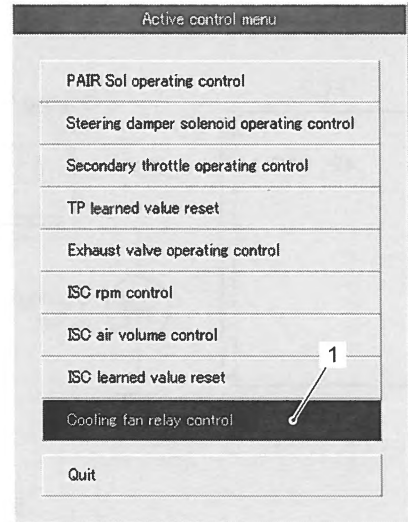 Active control menu
PAIR Sol operating control
Steering damper solenoid operating control
Secondary throttle operating control
TP learned value reset
Exhaust valve operating control
ISC rpm control
ISC air volume control
1
ISC learned value reset
Cooling fan relay control
Quit